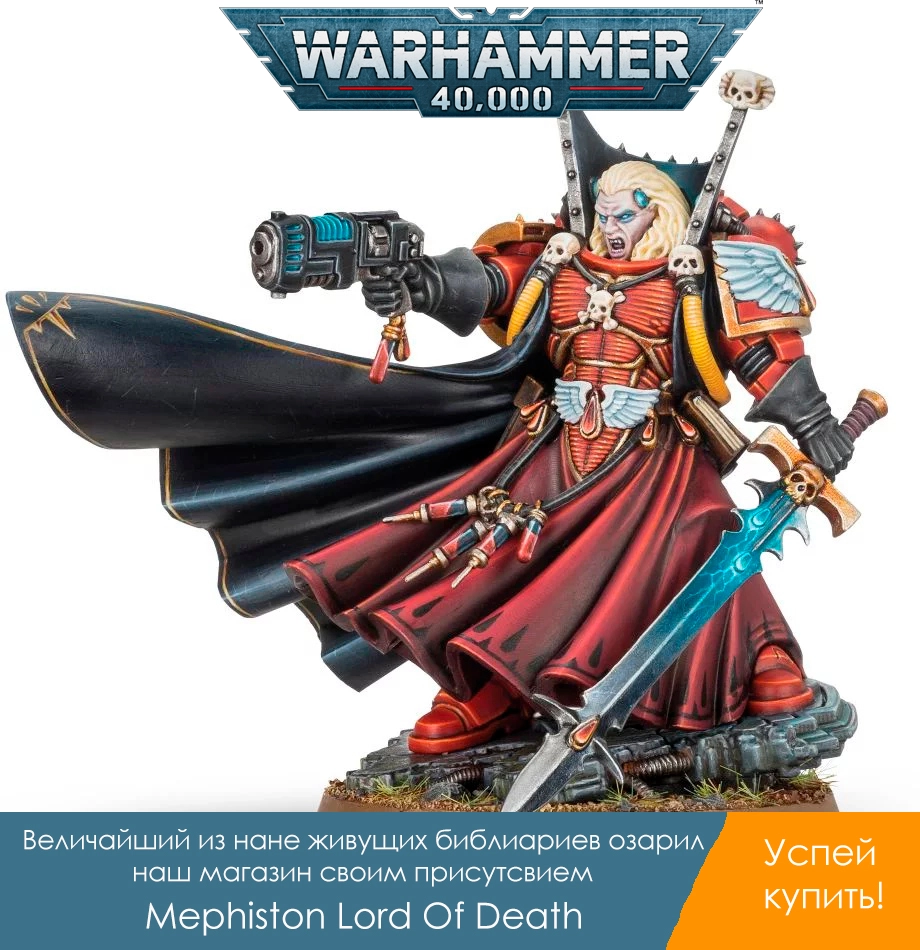 WARHAMMER
40,000
™
Величайший из нане живущих библиариев озарил
наш магазин своим присутсвием
Mephiston Lord Of Death
Успей
купить!